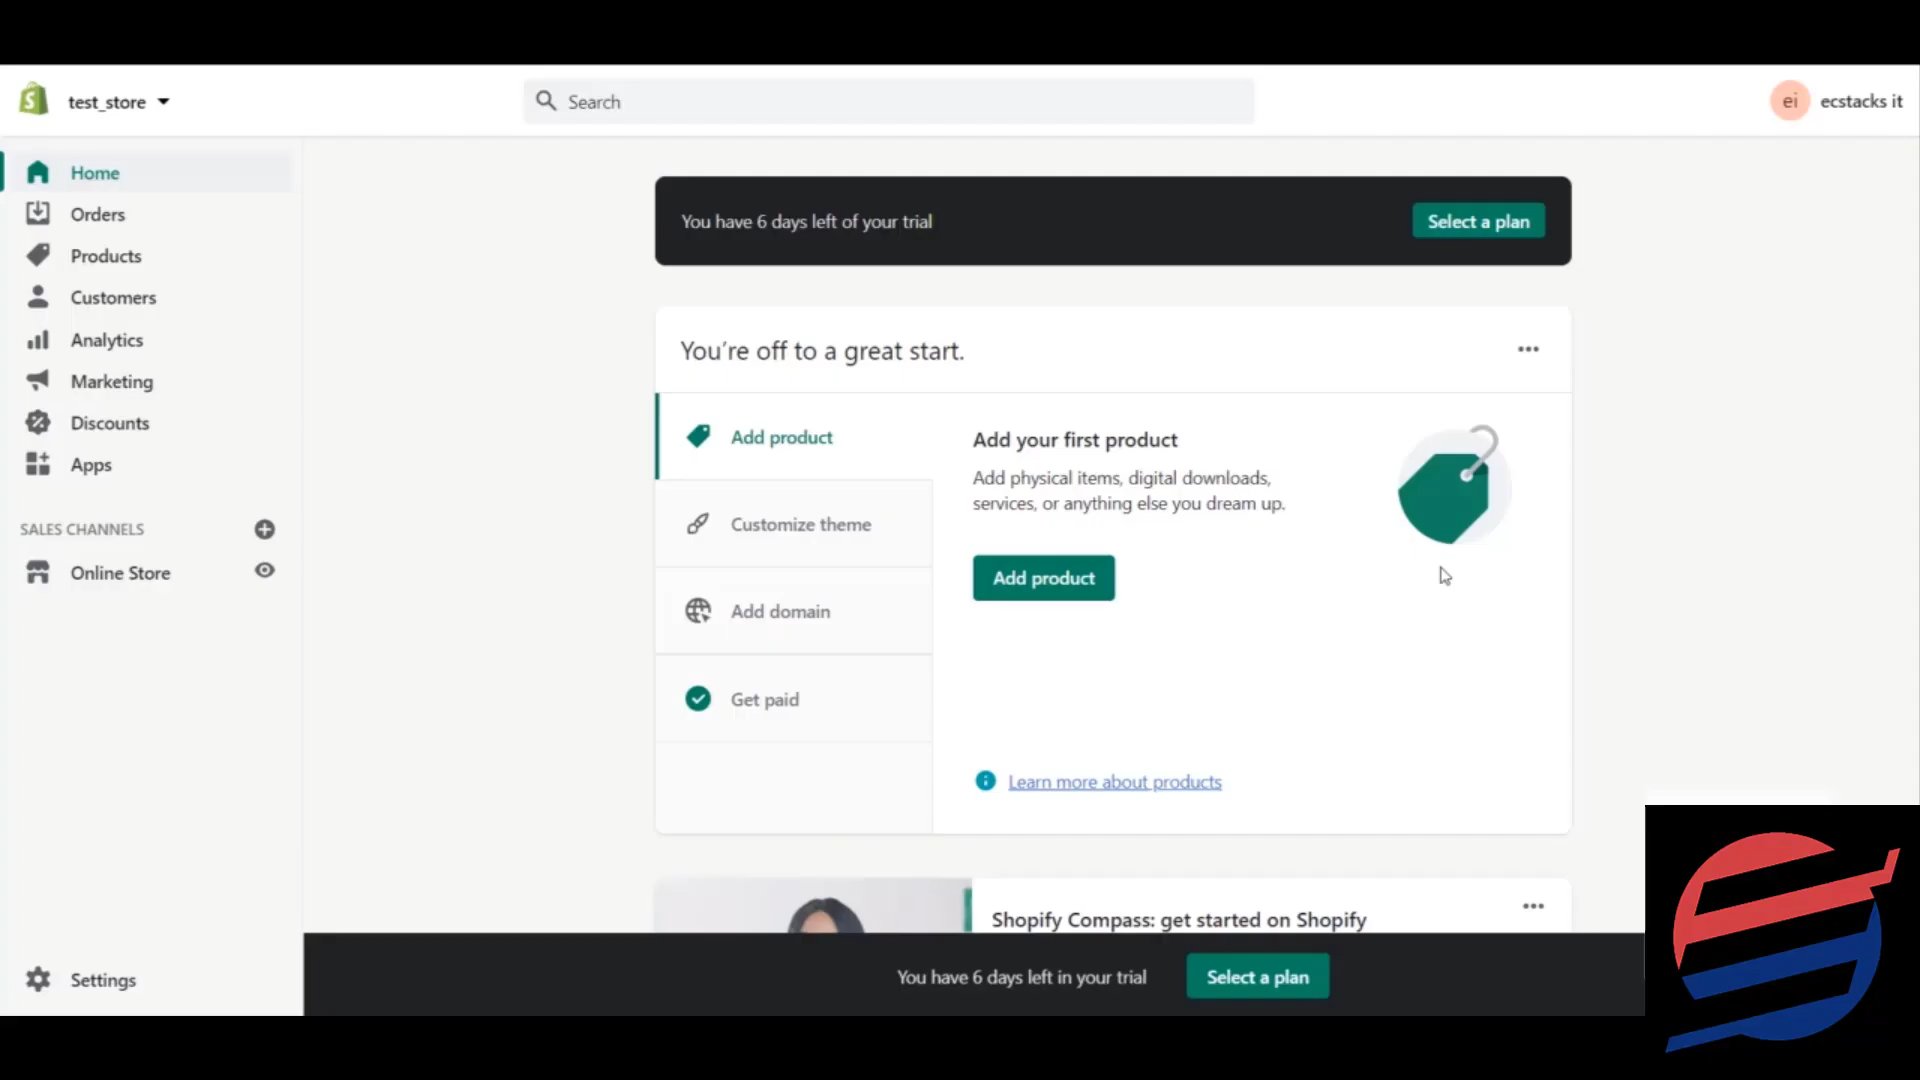 test_store
Search
ei
ecstacks it
Home
Orders
Products
Customers
Analytics
Marketing
Discounts
Apps
SALES CHANNELS
Online Store
Settings
You have 6 days left of your trial
Select a plan
You're off to a great start.
Add product
Customize theme
Add domain
Get paid
Add your first product
Add physical items, digital downloads,
services, or anything else you dream up.
Add product
Learn more about products
Shopify Compass: get started on Shopify
You have 6 days left in your trial
Select a plan